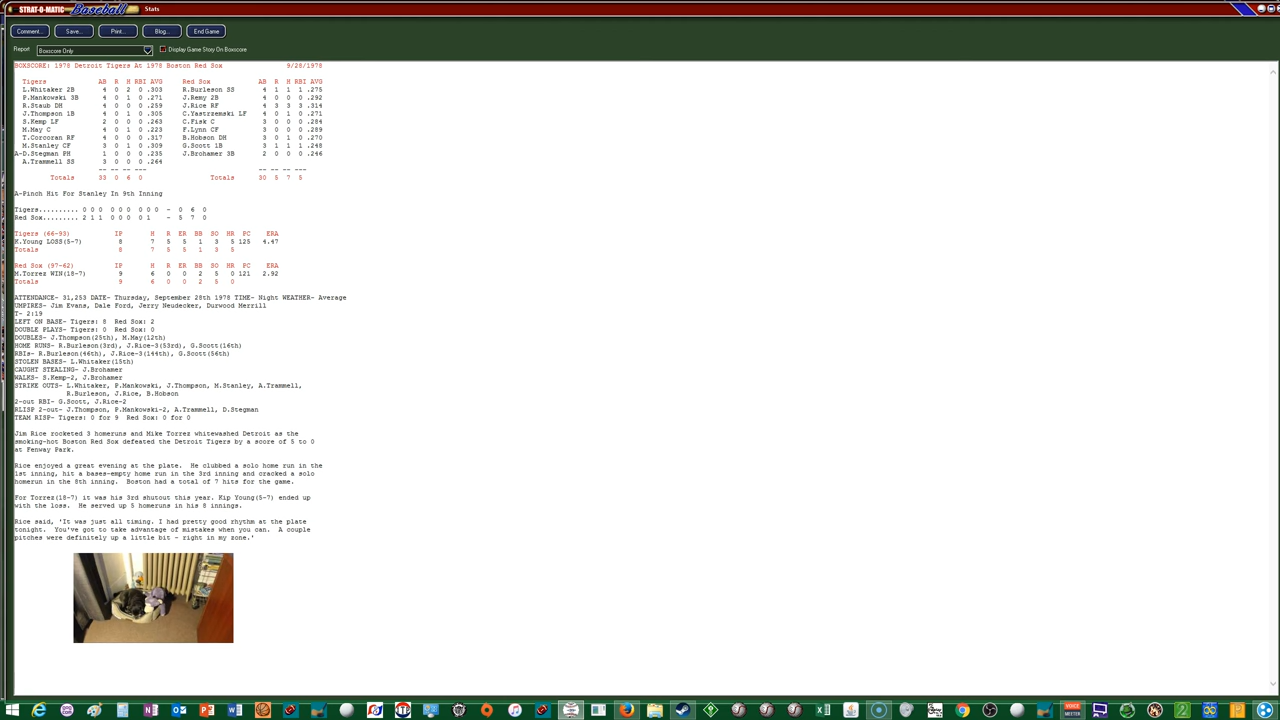 STRAT-O-MATIC Baseball Stats
Comment... Save... Print... Blog... End Game
Report Boxscore Only Display Game Story On Boxscore
BOXSCORE: 1978 Detroit Tigers At 1978 Boston Red Sox 9/28/1978
Tigers AB R H RBI AVG Red Sox AB R H RBI AVG
L.Whitaker 2B 4 0 2 0 .303 R.Burleson SS 4 1 1 1 .275
P.Mankowski 3B 4 0 1 0 .271 J.Remy 2B 4 0 0 0 .292
R.Staub DH 4 0 0 0 .259 J.Rice RF 4 3 3 3 .314
J.Thompson 1B 4 0 1 0 .305 C.Yastrzemski LF 4 0 1 0 .271
S.Kemp LF 2 0 0 0 .263 C.Fisk C 3 0 0 0 .284
M.May C 4 0 1 0 .223 F.Lynn CF 3 0 0 0 .289
T.Corcoran RF 4 0 0 0 .317 B.Hobson DH 3 0 1 0 .270
M.Stanley CF 3 0 1 0 .309 G.Scott 1B 3 1 1 1 .248
A-D.Stegman PH 1 0 0 0 .235 J.Brohamer 3B 2 0 0 0 .246
A.Trammell SS 3 0 0 0 .264
-- -- -- --- -- -- -- ---
Totals 33 0 6 0 Totals 30 5 7 5
A-Pinch Hit For Stanley In 9th Inning
Tigers.......... 0 0 0 0 0 0 0 0 0 - 0 6 0
Red Sox......... 2 1 1 0 0 0 0 1 - 5 7 0
Tigers (66-93) IP H R ER BB SO HR PC ERA
K.Young LOSS(5-7) 8 7 5 5 1 3 5 125 4.47
Totals 8 7 5 5 1 3 5
Red Sox (97-62) IP H R ER BB SO HR PC ERA
M.Torrez WIN(18-7) 9 6 0 0 2 5 0 121 2.92
Totals 9 6 0 0 2 5 0
ATTENDANCE- 31,253 DATE- Thursday, September 28th 1978 TIME- Night WEATHER- Average
UMPIRES- Jim Evans, Dale Ford, Jerry Neudecker, Durwood Merrill
T- 2:19
LEFT ON BASE- Tigers: 8 Red Sox: 2
DOUBLE PLAYS- Tigers: 0 Red Sox: 0
DOUBLES- J.Thompson(25th), M.May(12th)
HOME RUNS- R.Burleson(3rd), J.Rice-3(53rd), G.Scott(16th)
RBIs- R.Burleson(46th), J.Rice-3(144th), G.Scott(56th)
STOLEN BASES- L.Whitaker(15th)
CAUGHT STEALING- J.Brohamer
WALKS- S.Kemp-2, J.Brohamer
STRIKE OUTS- L.Whitaker, P.Mankowski, J.Thompson, M.Stanley, A.Trammell,
R.Burleson, J.Rice, B.Hobson
2-out RBI- G.Scott, J.Rice-2
RLISP 2-out- J.Thompson, P.Mankowski-2, A.Trammell, D.Stegman
TEAM RISP- Tigers: 0 for 9 Red Sox: 0 for 0
Jim Rice rocketed 3 homeruns and Mike Torrez whitewashed Detroit as the
smoking-hot Boston Red Sox defeated the Detroit Tigers by a score of 5 to 0
at Fenway Park.
Rice enjoyed a great evening at the plate. He clubbed a solo home run in the
1st inning, hit a bases-empty home run in the 3rd inning and cracked a solo
homerun in the 8th inning. Boston had a total of 7 hits for the game.
For Torrez(18-7) it was his 3rd shutout this year. Kip Young(5-7) ended up
with the loss. He served up 5 homeruns in his 8 innings.
Rice said, 'It was just all timing. I had pretty good rhythm at the plate
tonight. You've got to take advantage of mistakes when you can. A couple
pitches were definitely up a little bit - right in my zone.'